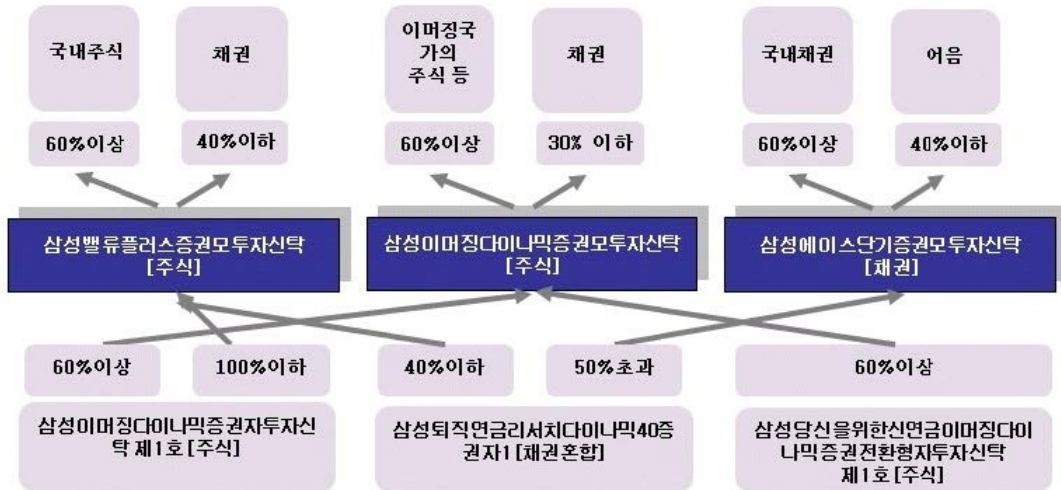 국내주식
채권
이머징국
가의
주식 등
채권
국내채권
어음
60%이상
40%이하
60%이상
30% 이하
60%이상
40%이하
삼성밸류플러스증권모투자신탁
[주식]
삼성이머징다이나믹증권모투자신탁
[주식]
삼성에이스단기증권모투자신탁
[채권]
60%이상
100%이하
40%이하
50%초과
60%이상
삼성이머징다이나믹증권자투자신
탁 제1호[주식]
삼성퇴직연금리서치다이나믹40증
권자1[채권혼합]
삼성당신을위한신연금이머징다이
나믹증권전환형자투자신탁
제1호[주식]